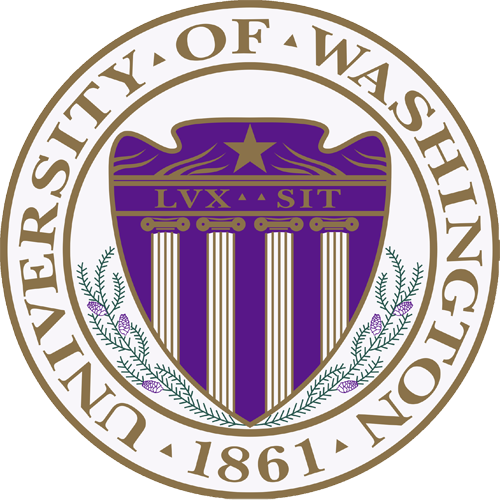 UNIVERSITY ▲ OF ▲ WASHINGTON ▲ 1861 ▲
LVX ▲ ▲ SIT